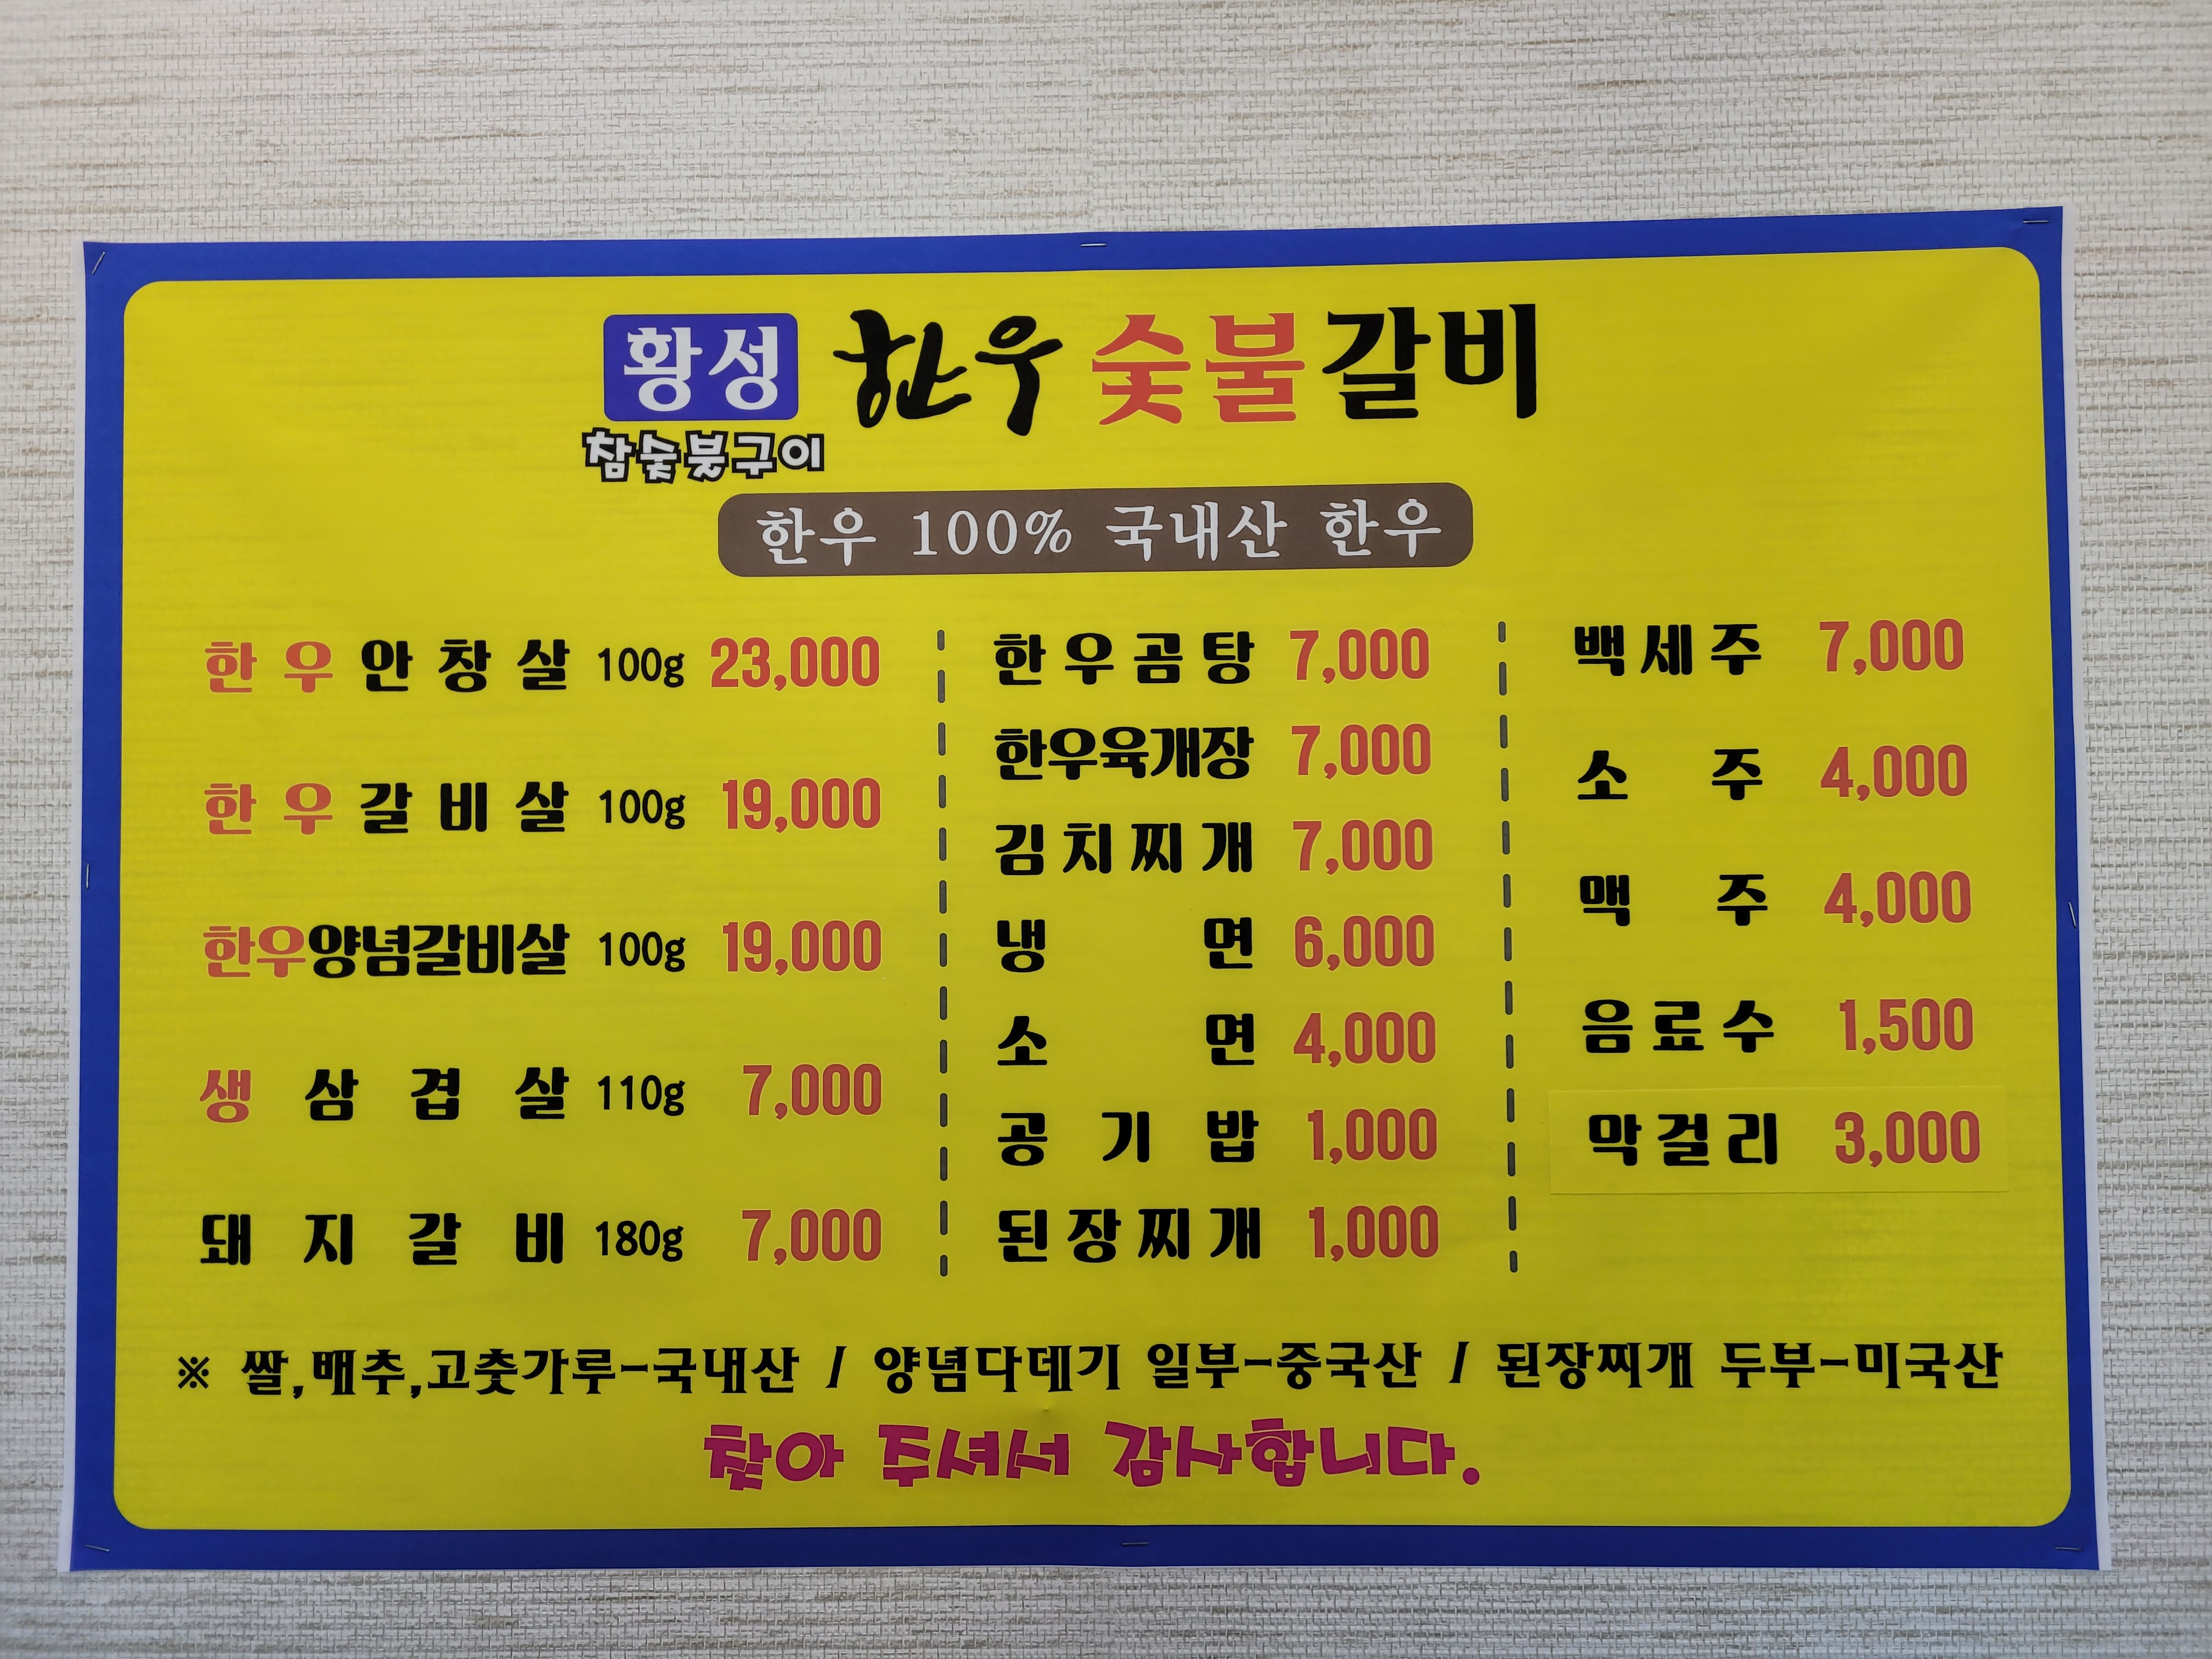 황성 한우 숯불갈비
참숯불구이
한우 100% 국내산 한우
한우안창살 100g 23,000
한우갈비살 100g 19,000
한우양념갈비살 100g 19,000
생삼겹살 110g 7,000
돼지갈비 180g 7,000
한우곰탕 7,000
한우육개장 7,000
김치찌개 7,000
냉면 6,000
소면 4,000
공기밥 1,000
된장찌개 1,000
백세주 7,000
소주 4,000
맥주 4,000
음료수 1,500
막걸리 3,000
※ 쌀,배추,고춧가루-국내산 / 양념다데기 일부-중국산 / 된장찌개 두부-미국산
찾아 주셔서 감사합니다.